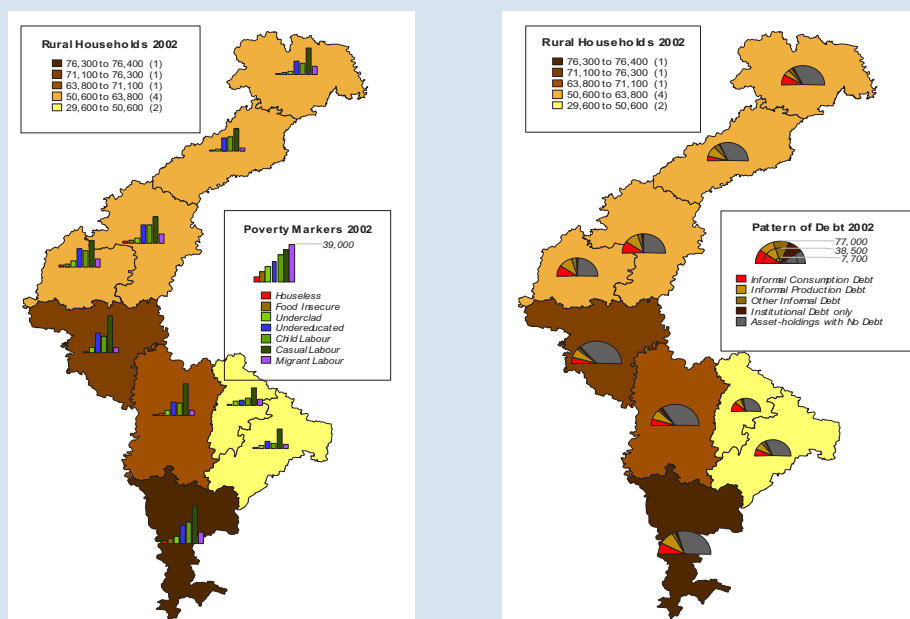 Rural Households 2002
76,300 to 76,400 (1)
71,100 to 76,300 (1)
63,800 to 71,100 (1)
50,600 to 63,800 (4)
29,600 to 50,600 (2)
Poverty Markers 2002
39,000
Houseless
Food Insecure
Underclad
Undereducated
Child Labour
Casual Labour
Migrant Labour
Rural Households 2002
76,300 to 76,400 (1)
71,100 to 76,300 (1)
63,800 to 71,100 (1)
50,600 to 63,800 (4)
29,600 to 50,600 (2)
Pattern of Debt 2002
77,000
38,500
7,700
Informal Consumption Debt
Informal Production Debt
Other Informal Debt
Institutional Debt only
Asset-holdings with No Debt